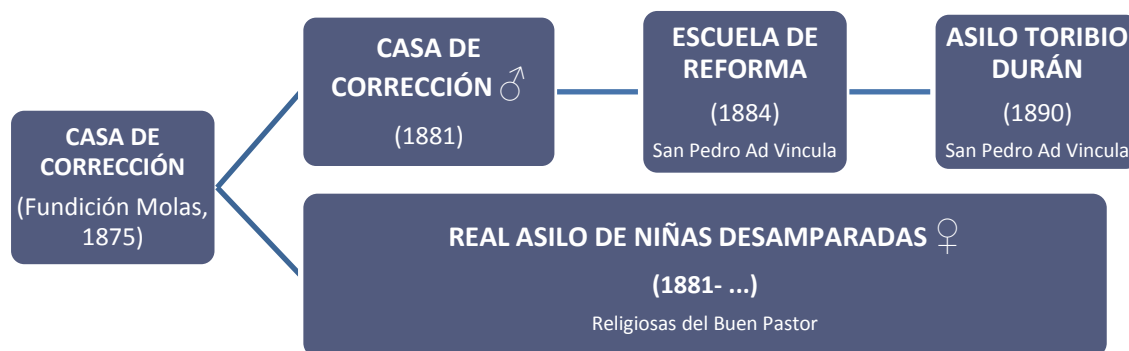 CASA DE
CORRECCIÓN
(Fundición Molas,
1875)
CASA DE
CORRECCIÓN ♂
(1881)
ESCUELA DE
REFORMA
(1884)
San Pedro Ad Vincula
ASILO TORIBIO
DURÁN
(1890)
San Pedro Ad Vincula
REAL ASILO DE NIÑAS DESAMPARADAS ♀
(1881- ...)
Religiosas del Buen Pastor